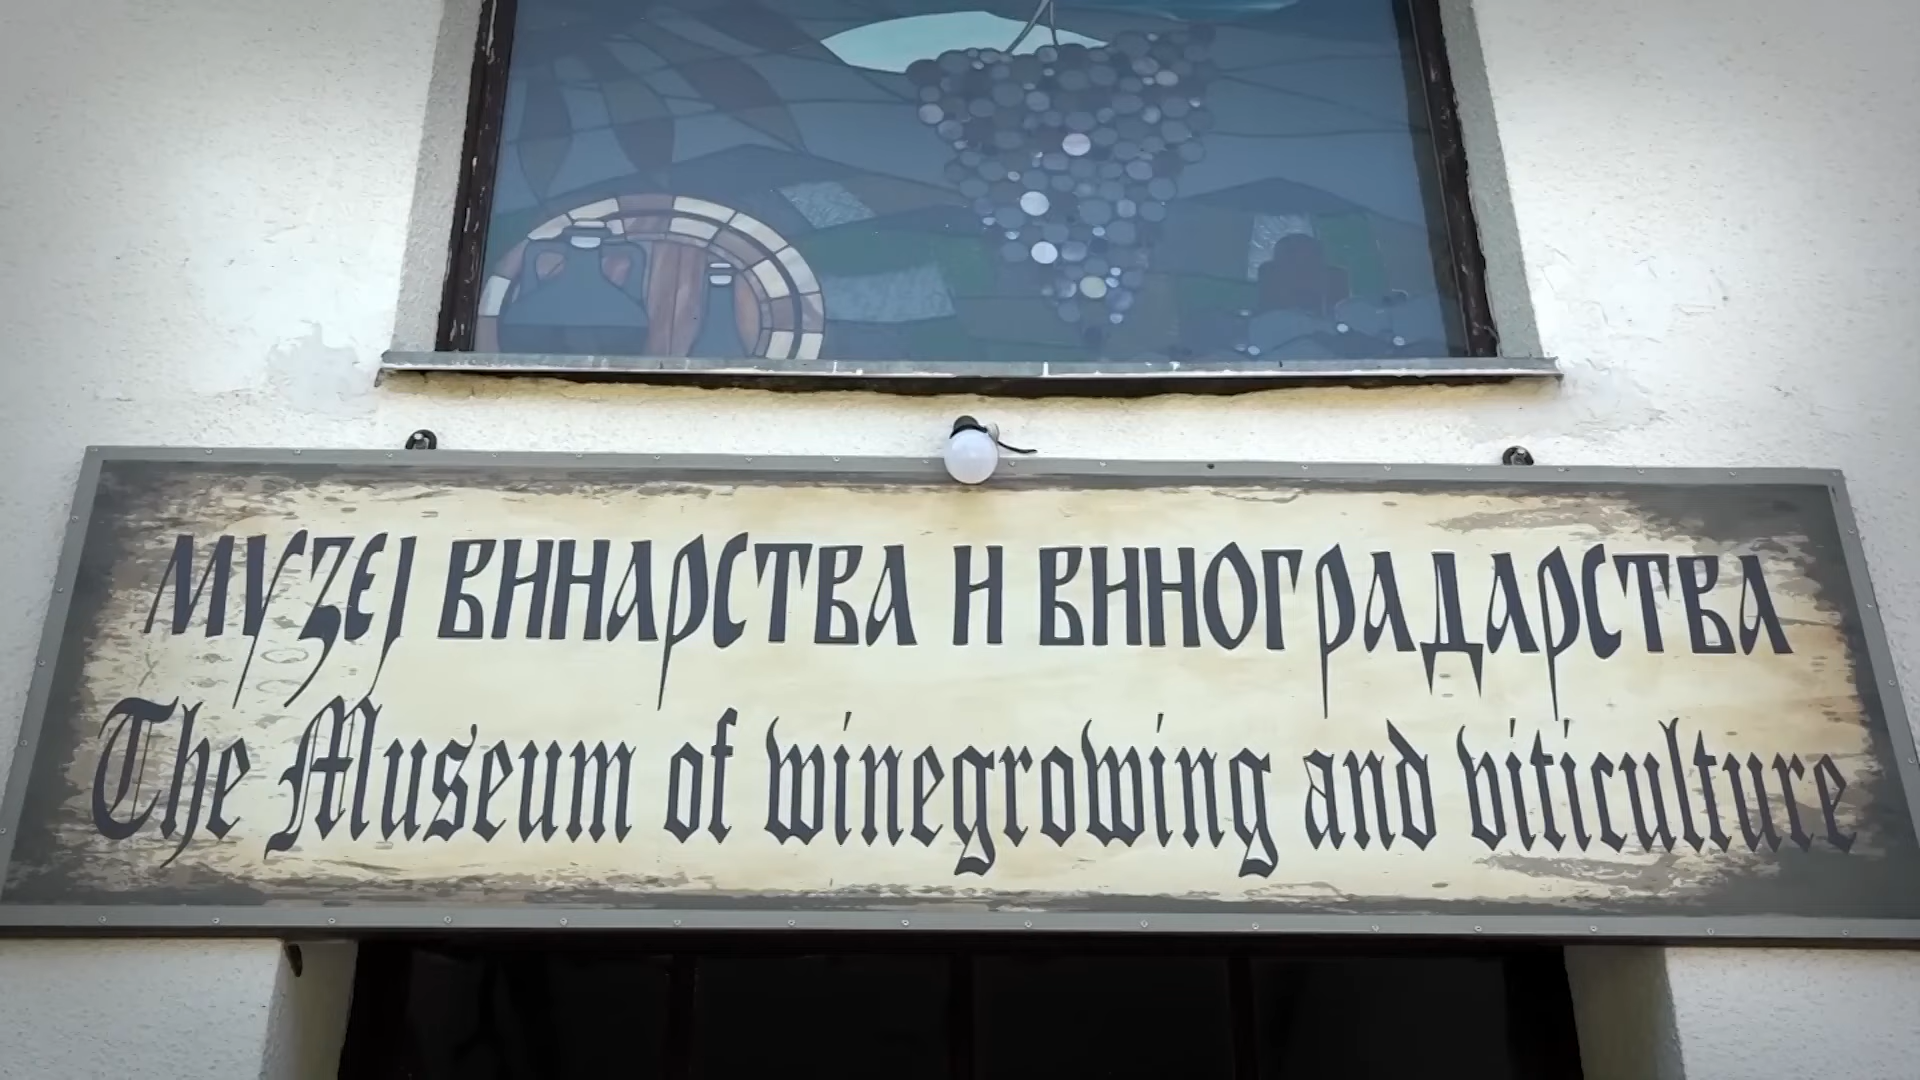 Музеј винарства и виноградарства
The Museum of winegrowing and viticulture